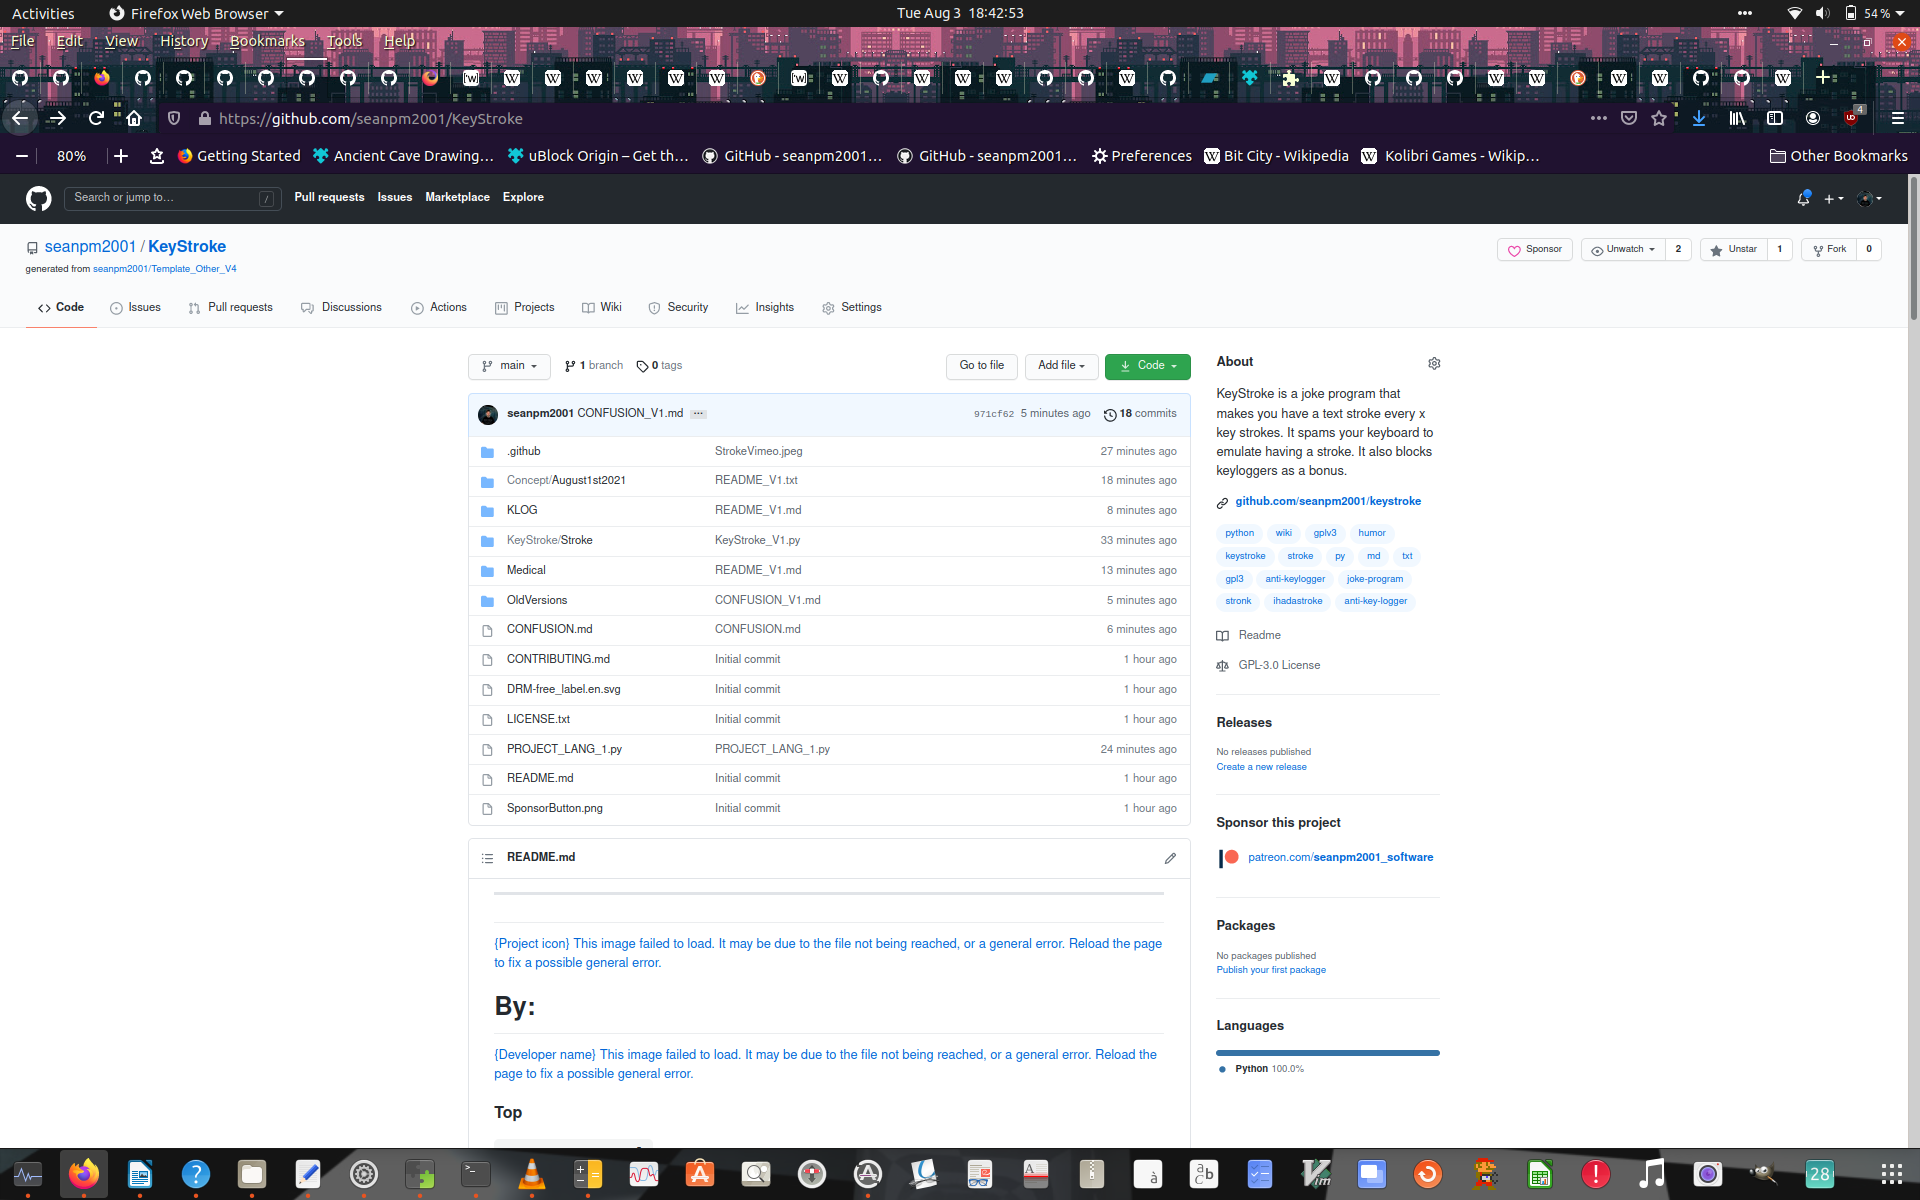 Activities Firefox Web Browser Tue Aug 3 18:42:53 54 %
File Edit View History Bookmarks Tools Help
https://github.com/seanpm2001/KeyStroke 4
80% Getting Started Ancient Cave Drawing… uBlock Origin – Get th… GitHub - seanpm2001… GitHub - seanpm2001… Preferences Bit City - Wikipedia Kolibri Games - Wikip… Other Bookmarks
Search or jump to… / Pull requests Issues Marketplace Explore
seanpm2001 / KeyStroke Sponsor Unwatch 2 Unstar 1 Fork 0
generated from seanpm2001/Template_Other_V4
Code Issues Pull requests Discussions Actions Projects Wiki Security Insights Settings
main 1 branch 0 tags Go to file Add file Code
seanpm2001 CONFUSION_V1.md ... 971cf62 5 minutes ago 18 commits
.github StrokeVimeo.jpeg 27 minutes ago
Concept/August1st2021 README_V1.txt 18 minutes ago
KLOG README_V1.md 8 minutes ago
KeyStroke/Stroke KeyStroke_V1.py 33 minutes ago
Medical README_V1.md 13 minutes ago
OldVersions CONFUSION_V1.md 5 minutes ago
CONFUSION.md CONFUSION.md 6 minutes ago
CONTRIBUTING.md Initial commit 1 hour ago
DRM-free_label.en.svg Initial commit 1 hour ago
LICENSE.txt Initial commit 1 hour ago
PROJECT_LANG_1.py PROJECT_LANG_1.py 24 minutes ago
README.md Initial commit 1 hour ago
SponsorButton.png Initial commit 1 hour ago
README.md
{Project icon} This image failed to load. It may be due to the file not being reached, or a general error. Reload the page
to fix a possible general error.
By:
{Developer name} This image failed to load. It may be due to the file not being reached, or a general error. Reload the
page to fix a possible general error.
Top
About
KeyStroke is a joke program that
makes you have a text stroke every x
key strokes. It spams your keyboard to
emulate having a stroke. It also blocks
keyloggers as a bonus.
github.com/seanpm2001/keystroke
python wiki gplv3 humor
keystroke stroke py md txt
gpl3 anti-keylogger joke-program
stronk ihadastroke anti-key-logger
Readme
GPL-3.0 License
Releases
No releases published
Create a new release
Sponsor this project
patreon.com/seanpm2001_software
Packages
No packages published
Publish your first package
Languages
Python 100.0%
28